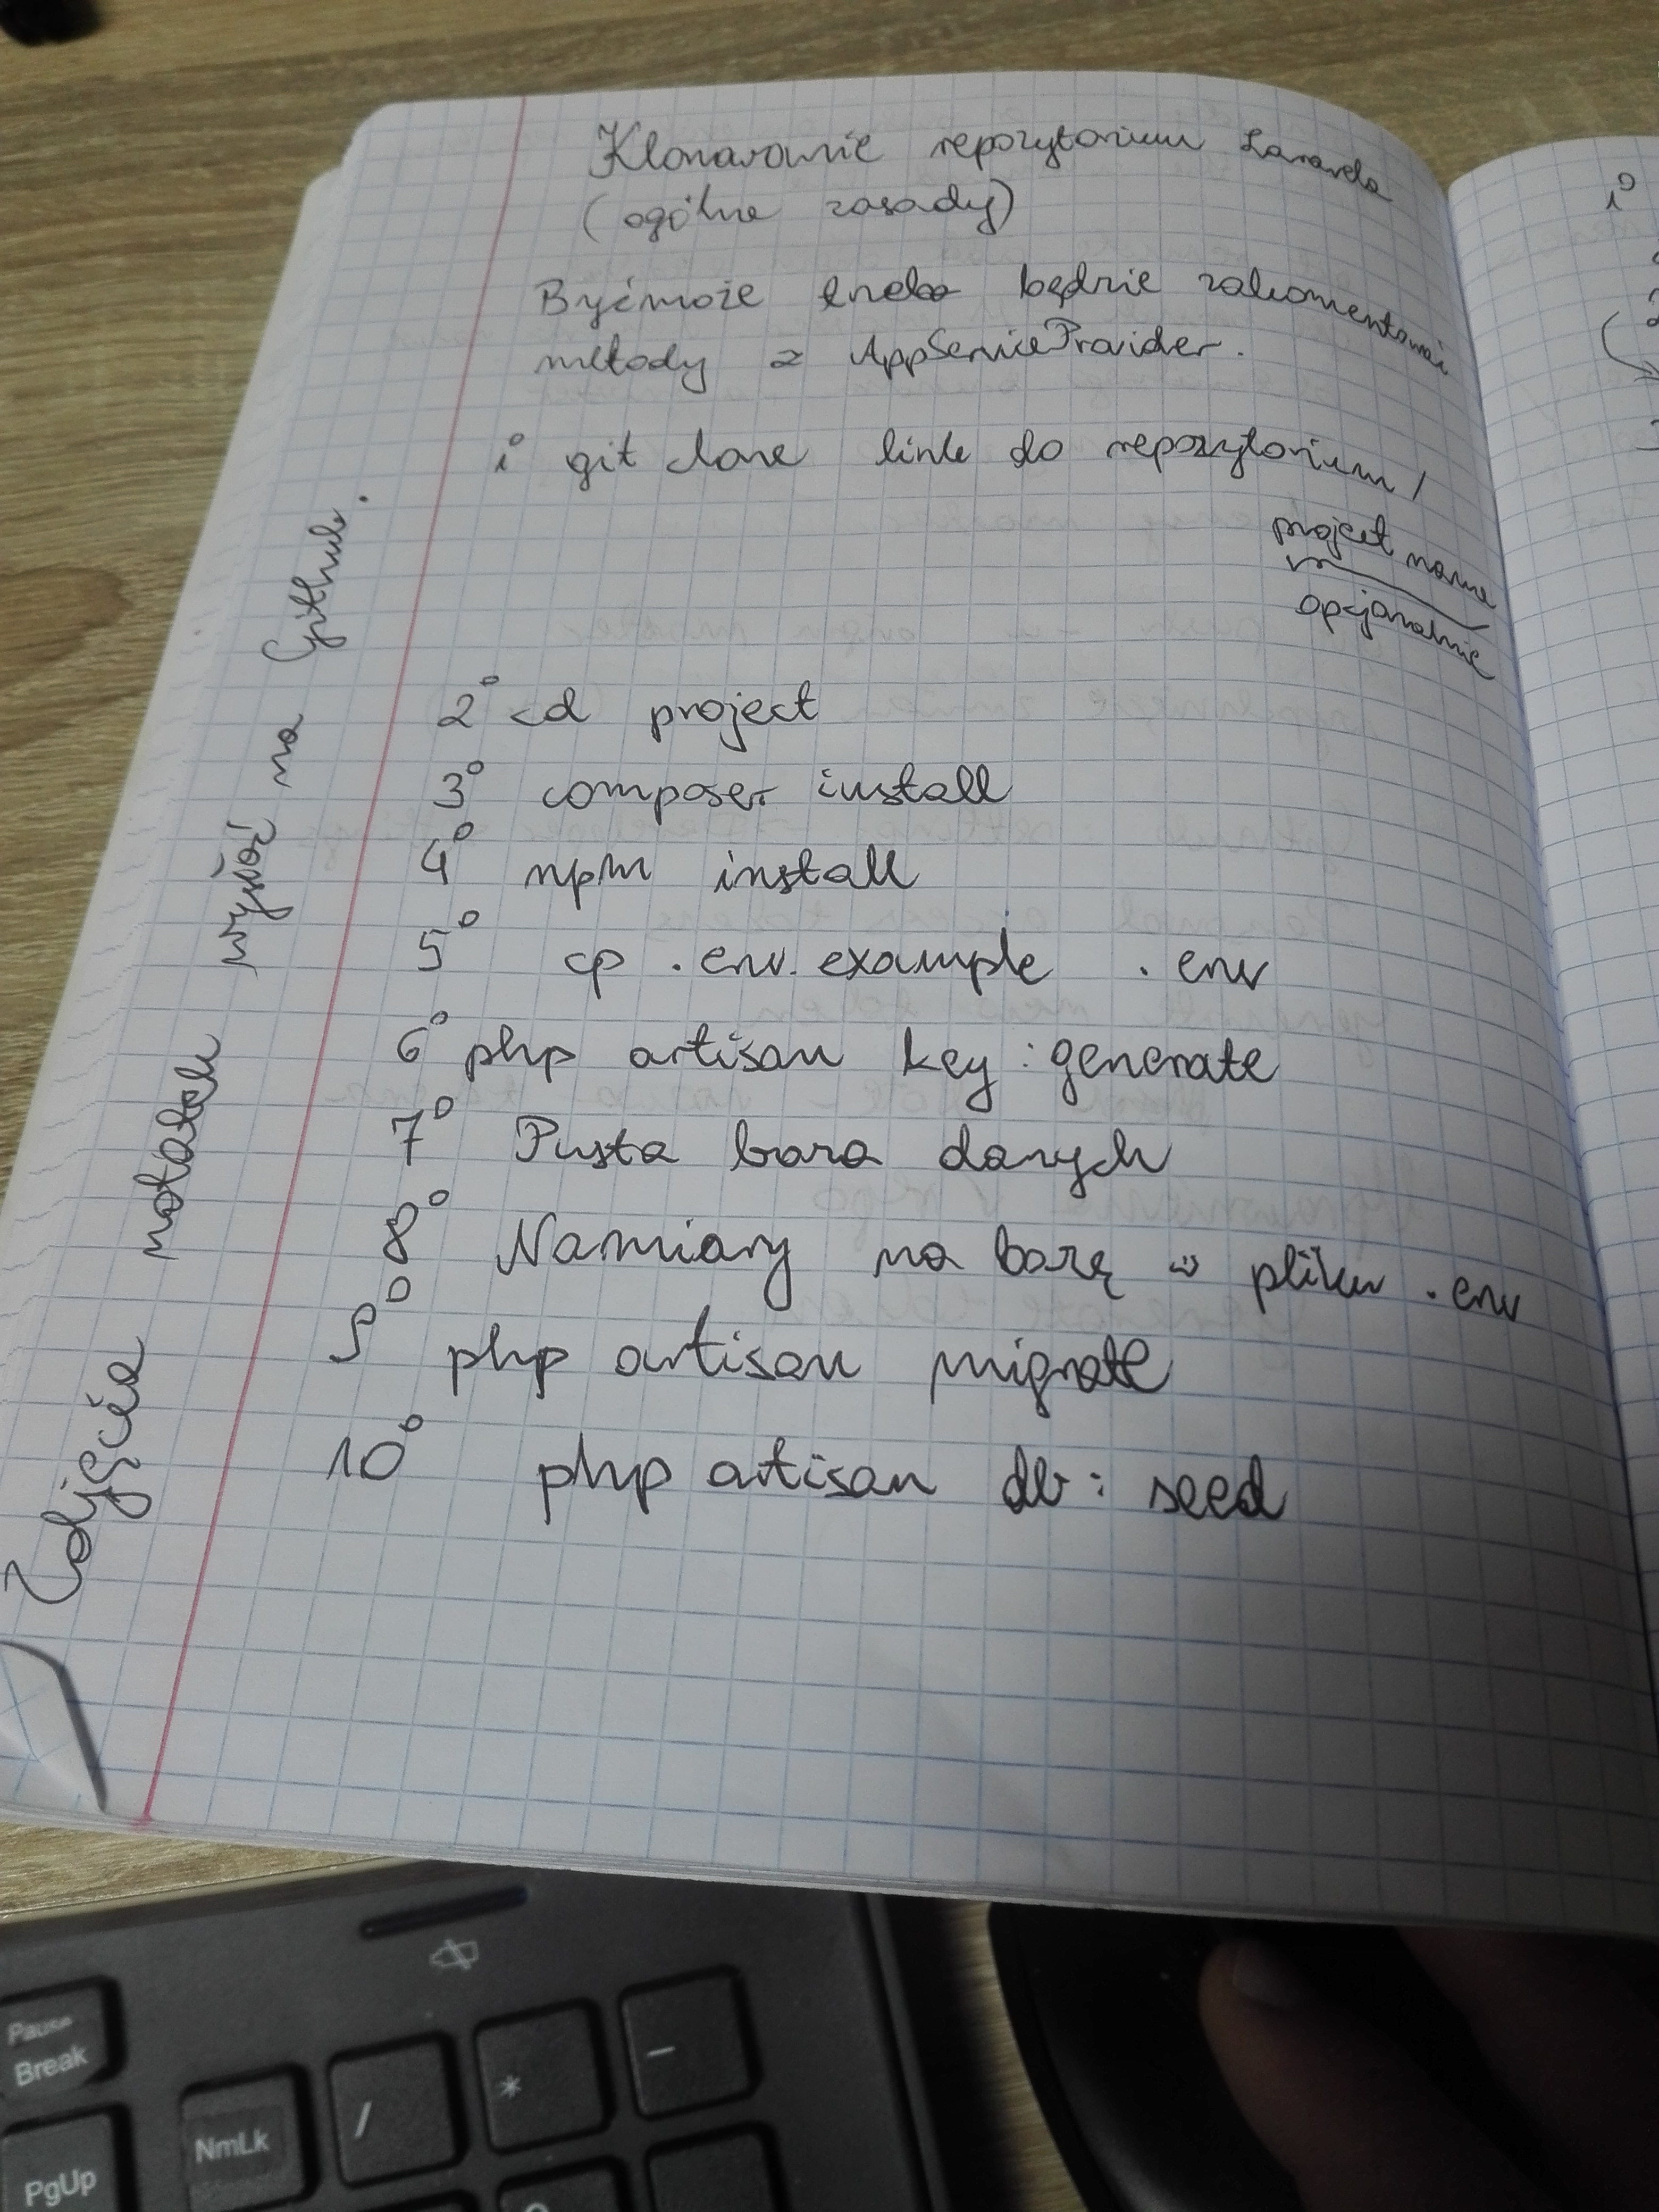 Klonowanie repozytorium Laravela
(ogólne zasady)
Być może trzeba będzie zakomentować
metody z AppServiceProvider.
1° git clone link do repozytorium /
project name
opcjonalnie
2° cd project
3° composer install
4° npm install
5° cp .env.example .env
6° php artisan key:generate
7° Pusta baza danych
8° Namiary na bazę w pliku .env
9° php artisan migrate
10° php artisan db:seed
Zdjęcia notatek na Github.
1°
Pause
Break
NmLk
/
*
-
PgUp